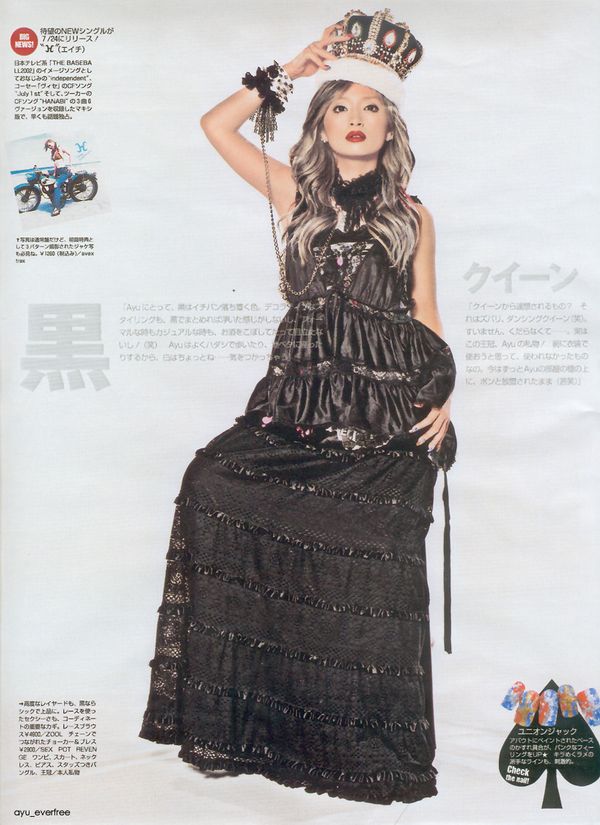 BIG NEWS!
待望のNEWシングルが
7/24にリリース!
"H"(エイチ)
日本テレビ系「THE BASEBA
LL2002」のイメージソングとし
ておなじみの"independent"、
コーセー「ヴィセ」のCFソング
"July 1st"そして、ツーカーの
CFソング"HANABI"の3曲6
ヴァージョンを収録したマキシ
盤で、早くも話題独占。
↑写真は通常盤だけど、初回特典と
して3パターン撮影されたジャケ写
も必見ね。¥1260(税込み)/avex
trax
黒
「Ayuにとって、黒はイチバン落ち着く色。デコラ
タイリングも、黒でまとめれば浮いた感じがしない
マルな時もカジュアルな時も、お酒をこぼしてたって目立たな
いし♪(笑) Ayuはよくハダシで歩いたり、
りするから、白はちょっとね…気をつかっちゃう
クイーン
「クイーンから連想されるもの?そ
れはズバリ、ダンシングクイーン(笑)。
すいません、くだらなくて……。実は
この王冠、Ayuの私物!前に衣装で
使おうと思って、使われなかったもの
なの。今はずっとAyuの部屋の棚の上
に、ポンと放置されたまま(苦笑)」
→高度なレイヤードも、黒なら
シックで上品に。レースを使っ
たセクシーさも、コーディネート
の重要なカギ。レースブラウ
ス¥4900/ZOOL チェーンで
つながれたチョーカー&ブレス
¥2900/SEX POT REVEN
GE ワンピ、スカート、ネック
レス、ピアス、スタッズつきバ
ングル、王冠/本人私物
ユニオンジャック
アバウトにペイントされたベース
のかすれ具合が、パンクなフィー
リングをUP★ キラめくラメの
派手なラインも、刺激的。
Check the nail!
ayu_everfree